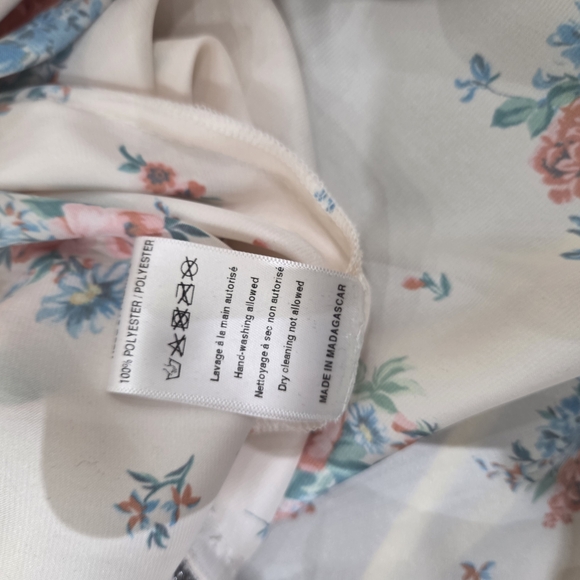 100% POLYESTER / POLYESTER
Lavage à la main autorisé
Hand-washing allowed
Nettoyage à sec non autorisé
Dry cleaning not allowed
MADE IN MADAGASCAR